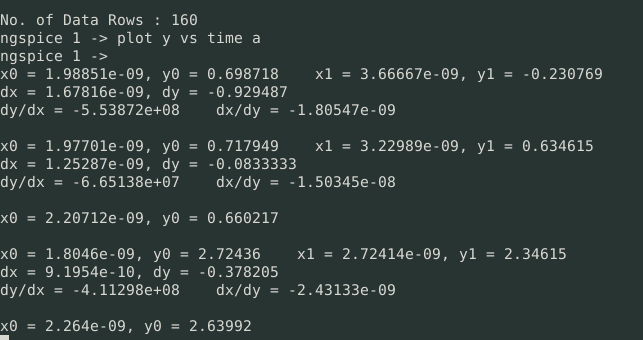 No. of Data Rows : 160
ngspice 1 -> plot y vs time a
ngspice 1 ->
x0 = 1.98851e-09, y0 = 0.698718    x1 = 3.66667e-09, y1 = -0.230769
dx = 1.67816e-09, dy = -0.929487
dy/dx = -5.53872e+08    dx/dy = -1.80547e-09
x0 = 1.97701e-09, y0 = 0.717949    x1 = 3.22989e-09, y1 = 0.634615
dx = 1.25287e-09, dy = -0.0833333
dy/dx = -6.65138e+07    dx/dy = -1.50345e-08
x0 = 2.20712e-09, y0 = 0.660217
x0 = 1.8046e-09, y0 = 2.72436    x1 = 2.72414e-09, y1 = 2.34615
dx = 9.1954e-10, dy = -0.378205
dy/dx = -4.11298e+08    dx/dy = -2.43133e-09
x0 = 2.264e-09, y0 = 2.63992